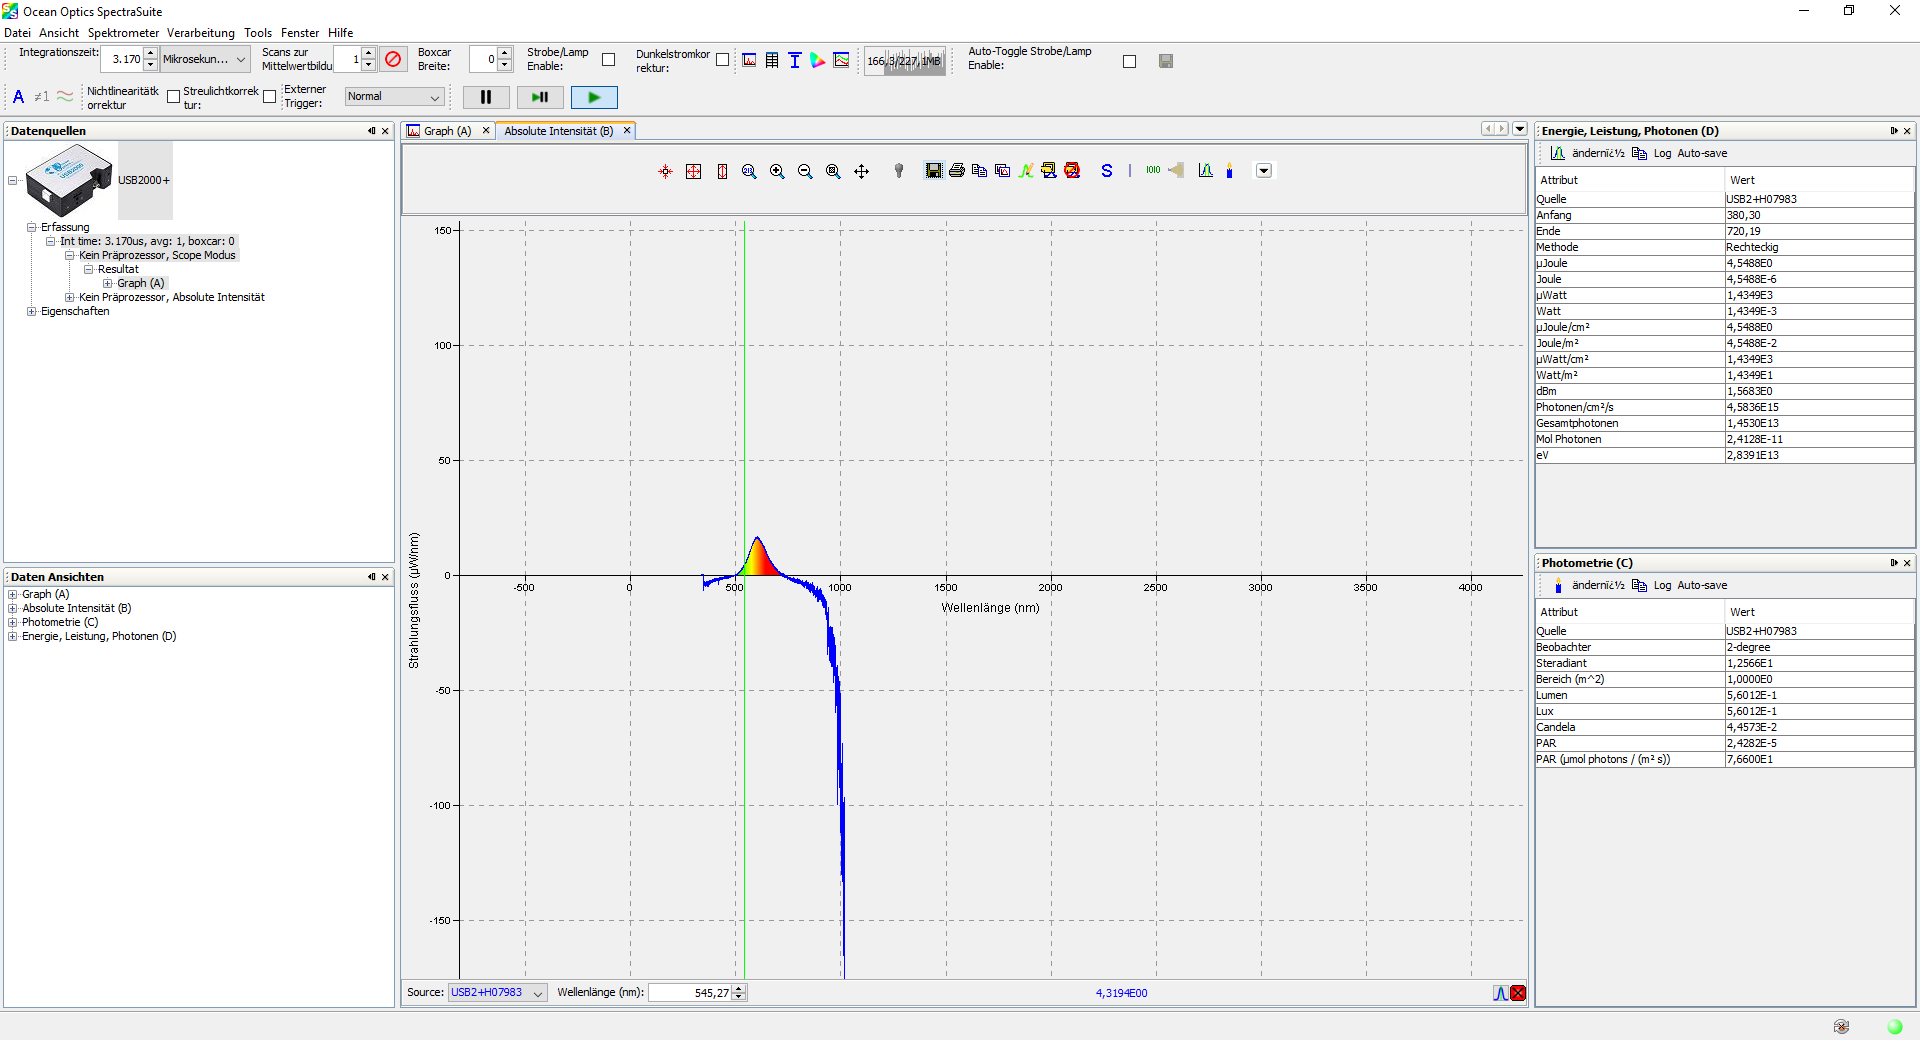 Ocean Optics SpectraSuite
Datei Ansicht Spektrometer Verarbeitung Tools Fenster Hilfe
Integrationszeit: 3.170 Mikrosekun... Scans zur Mittelwertbildu 1 Boxcar Breite: 0 Strobe/Lamp Enable: Dunkelstromkor rektur: 166,3/227,1MB Auto-Toggle Strobe/Lamp Enable:
A ≠1 Nichtlinearitätk orrektur Streulichtkorrek tur: Externer Trigger: Normal
Datenquellen
USB2000+
Erfassung
Int time: 3.170us, avg: 1, boxcar: 0
Kein Präprozessor, Scope Modus
Resultat
Graph (A)
Kein Präprozessor, Absolute Intensität
Eigenschaften
Daten Ansichten
Graph (A)
Absolute Intensität (B)
Photometrie (C)
Energie, Leistung, Photonen (D)
Graph (A) Absolute Intensität (B)
S 1010
150
100
50
0
-50
-100
-150
Strahlungsfluss (µW/nm)
-500 0 500 1000 1500 2000 2500 3000 3500 4000
Wellenlänge (nm)
Source: USB2+H07983 Wellenlänge (nm): 545,27 4,3194E00
Energie, Leistung, Photonen (D)
ändernï¿½ Log Auto-save
Attribut Wert
Quelle USB2+H07983
Anfang 380,30
Ende 720,19
Methode Rechteckig
µJoule 4,5488E0
Joule 4,5488E-6
µWatt 1,4349E3
Watt 1,4349E-3
µJoule/cm² 4,5488E0
Joule/m² 4,5488E-2
µWatt/cm² 1,4349E3
Watt/m² 1,4349E1
dBm 1,5683E0
Photonen/cm²/s 4,5836E15
Gesamtphotonen 1,4530E13
Mol Photonen 2,4128E-11
eV 2,8391E13
Photometrie (C)
ändernï¿½ Log Auto-save
Attribut Wert
Quelle USB2+H07983
Beobachter 2-degree
Steradiant 1,2566E1
Bereich (m^2) 1,0000E0
Lumen 5,6012E-1
Lux 5,6012E-1
Candela 4,4573E-2
PAR 2,4282E-5
PAR (µmol photons / (m² s)) 7,6600E1